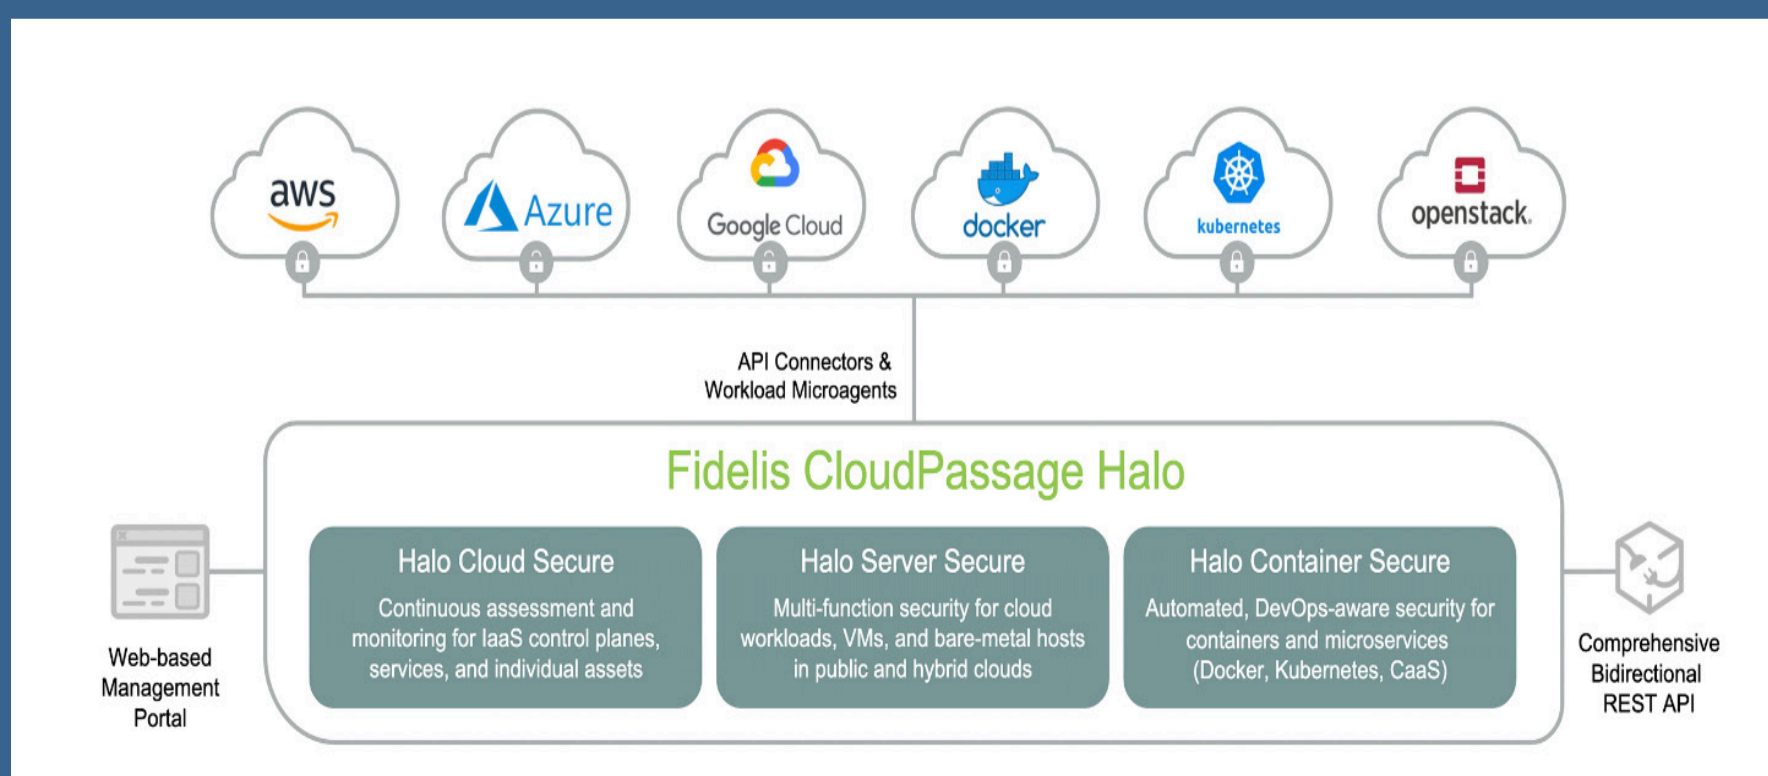 aws
Azure
Google Cloud
docker
kubernetes
openstack.
API Connectors &
Workload Microagents
Fidelis CloudPassage Halo
Halo Cloud Secure
Continuous assessment and
monitoring for IaaS control planes,
services, and individual assets
Halo Server Secure
Multi-function security for cloud
workloads, VMs, and bare-metal hosts
in public and hybrid clouds
Halo Container Secure
Automated, DevOps-aware security for
containers and microservices
(Docker, Kubernetes, CaaS)
Web-based
Management
Portal
Comprehensive
Bidirectional
REST API